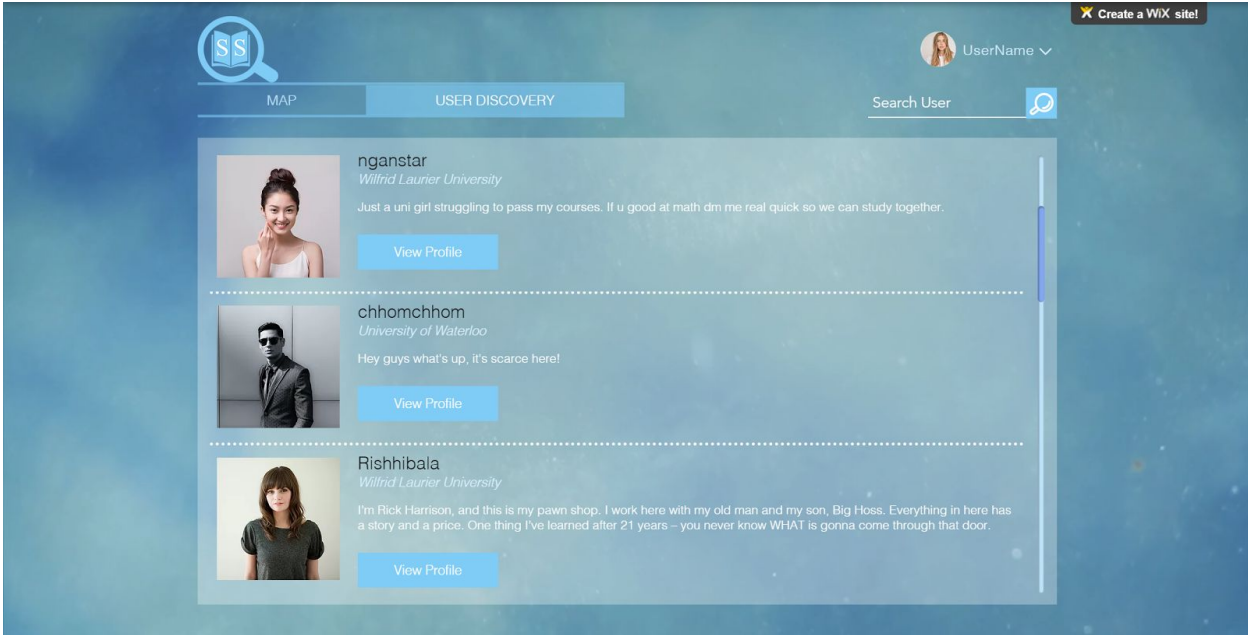 Create a WiX site!
SS
UserName
MAP
USER DISCOVERY
Search User
nganstar
Wilfrid Laurier University
Just a uni girl struggling to pass my courses. If u good at math dm me real quick so we can study together.
View Profile
chhomchhom
University of Waterloo
Hey guys what's up, it's scarce here!
View Profile
Rishhibala
Wilfrid Laurier University
I'm Rick Harrison, and this is my pawn shop. I work here with my old man and my son, Big Hoss. Everything in here has
a story and a price. One thing I've learned after 21 years – you never know WHAT is gonna come through that door.
View Profile